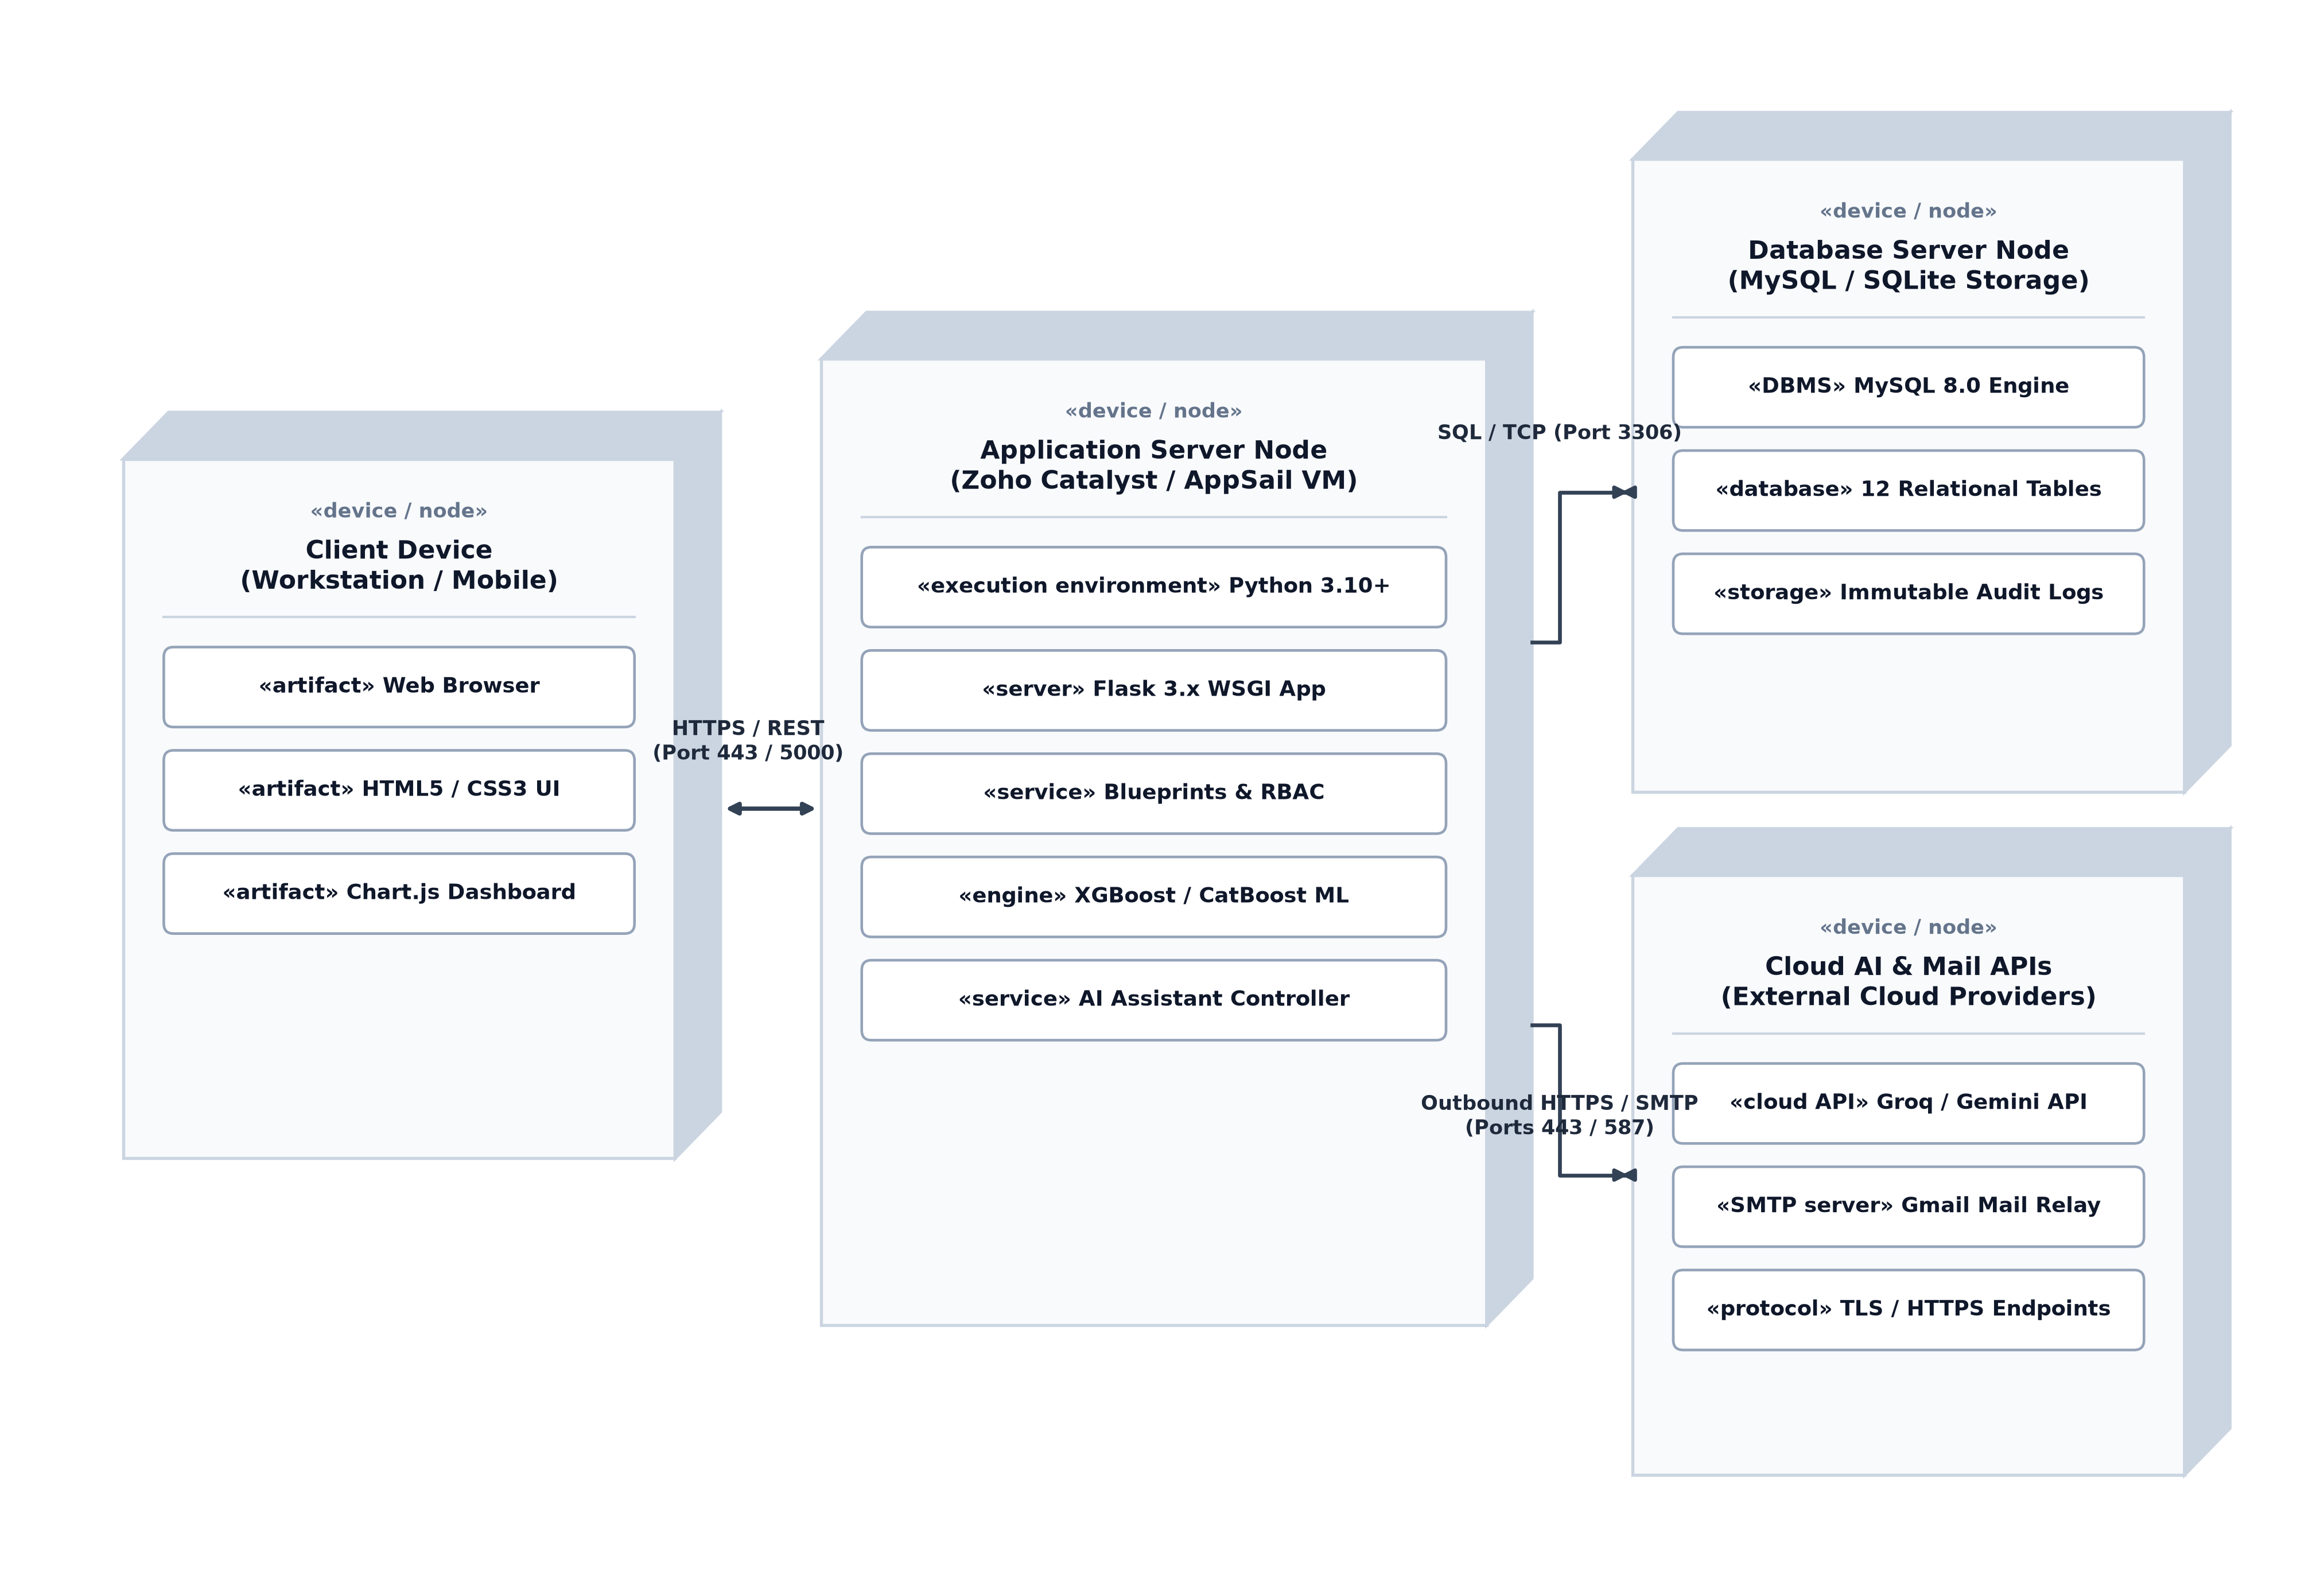 «device / node»
Client Device
(Workstation / Mobile)
«artifact» Web Browser
«artifact» HTML5 / CSS3 UI
«artifact» Chart.js Dashboard
HTTPS / REST
(Port 443 / 5000)
«device / node»
Application Server Node
(Zoho Catalyst / AppSail VM)
«execution environment» Python 3.10+
«server» Flask 3.x WSGI App
«service» Blueprints & RBAC
«engine» XGBoost / CatBoost ML
«service» AI Assistant Controller
SQL / TCP (Port 3306)
«device / node»
Database Server Node
(MySQL / SQLite Storage)
«DBMS» MySQL 8.0 Engine
«database» 12 Relational Tables
«storage» Immutable Audit Logs
Outbound HTTPS / SMTP
(Ports 443 / 587)
«device / node»
Cloud AI & Mail APIs
(External Cloud Providers)
«cloud API» Groq / Gemini API
«SMTP server» Gmail Mail Relay
«protocol» TLS / HTTPS Endpoints